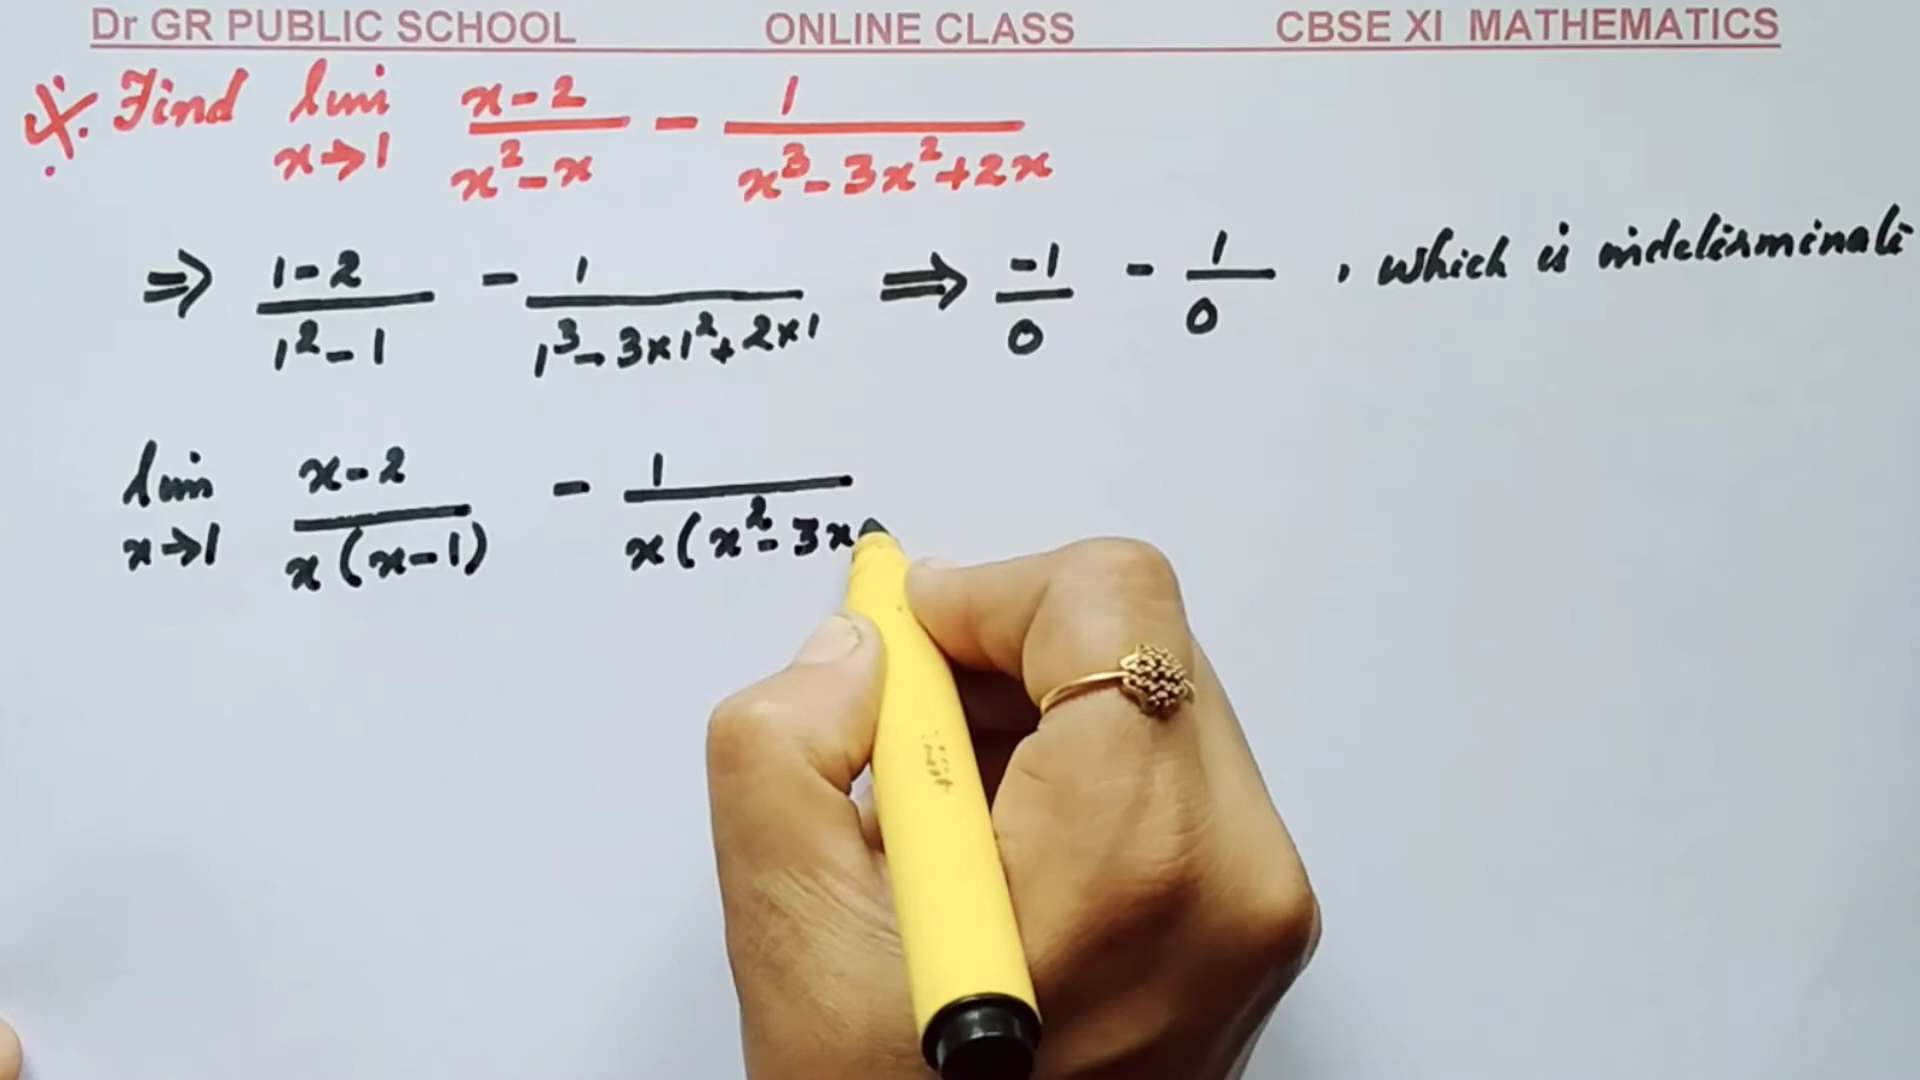 Dr GR PUBLIC SCHOOL ONLINE CLASS CBSE XI MATHEMATICS
※. Find lim x→1 (x-2)/(x²-x) - 1/(x³-3x²+2x)
⇒ (1-2)/(1²-1) - 1/(1³-3×1²+2×1) ⇒ -1/0 - 1/0 , which is indeterminate
lim x→1 (x-2)/(x(x-1)) - 1/(x(x²-3x